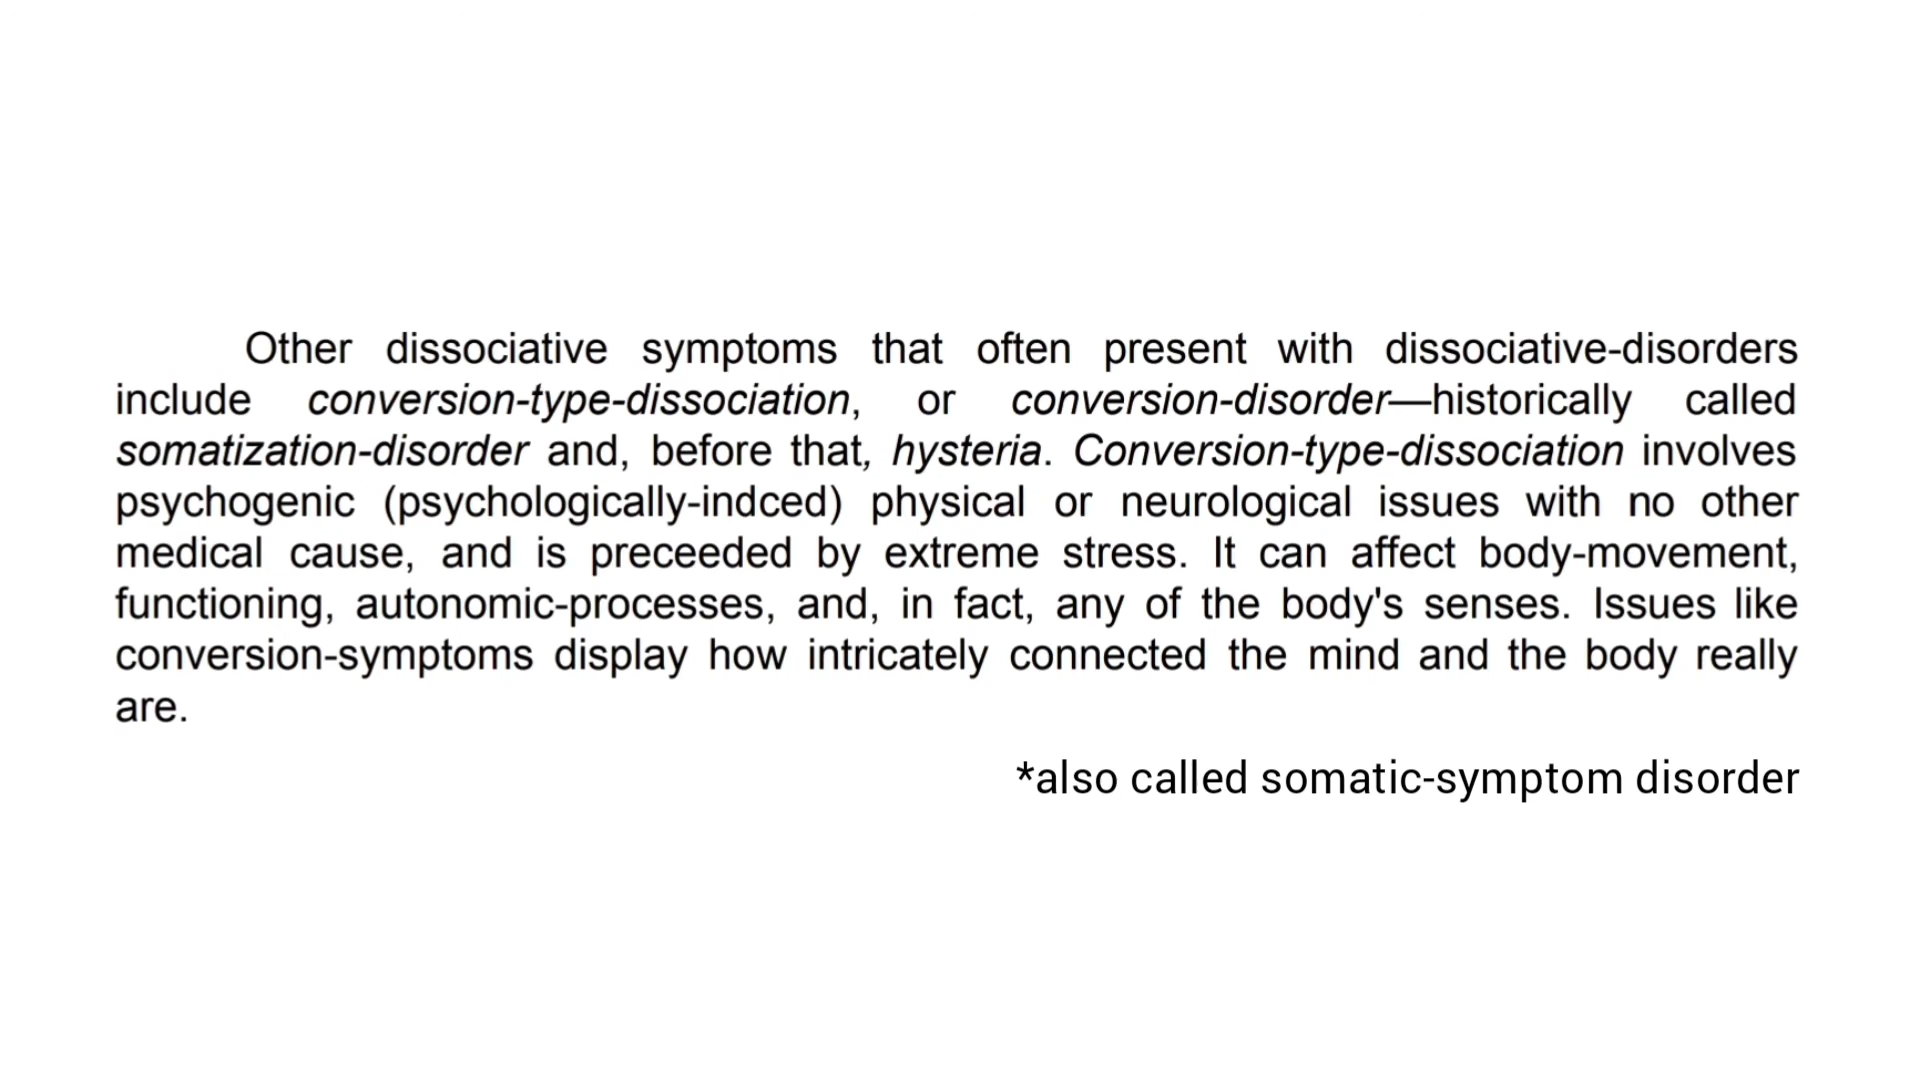 Other dissociative symptoms that often present with dissociative-disorders
include conversion-type-dissociation, or conversion-disorder—historically called
somatization-disorder and, before that, hysteria. Conversion-type-dissociation involves
psychogenic (psychologically-indced) physical or neurological issues with no other
medical cause, and is preceeded by extreme stress. It can affect body-movement,
functioning, autonomic-processes, and, in fact, any of the body's senses. Issues like
conversion-symptoms display how intricately connected the mind and the body really
are.
*also called somatic-symptom disorder